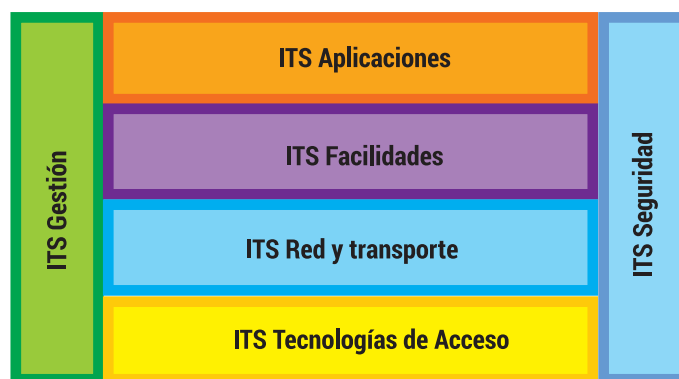 ITS Gestión
ITS Aplicaciones
ITS Facilidades
ITS Red y transporte
ITS Tecnologías de Acceso
ITS Seguridad